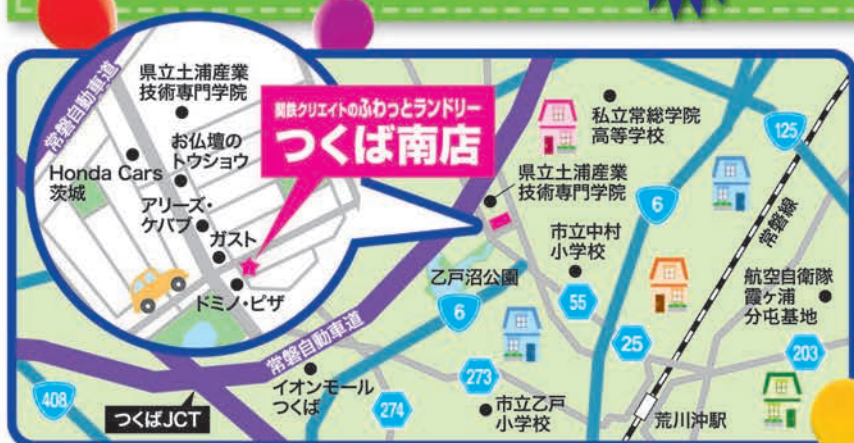 常磐自動車道
県立土浦産業
技術専門学院
お仏壇の
トウショウ
Honda Cars
茨城
アリーズ・
ケバブ
ガスト
ドミノ・ピザ
関鉄クリエイトのふわっとランドリー
つくば南店
私立常総学院
高等学校
125
県立土浦産業
技術専門学院
6
常磐線
市立中村
小学校
乙戸沼公園
航空自衛隊
霞ヶ浦
分屯基地
6
55
常磐自動車道
25
203
イオンモール
つくば
273
408
つくばJCT
274
市立乙戸
小学校
荒川沖駅